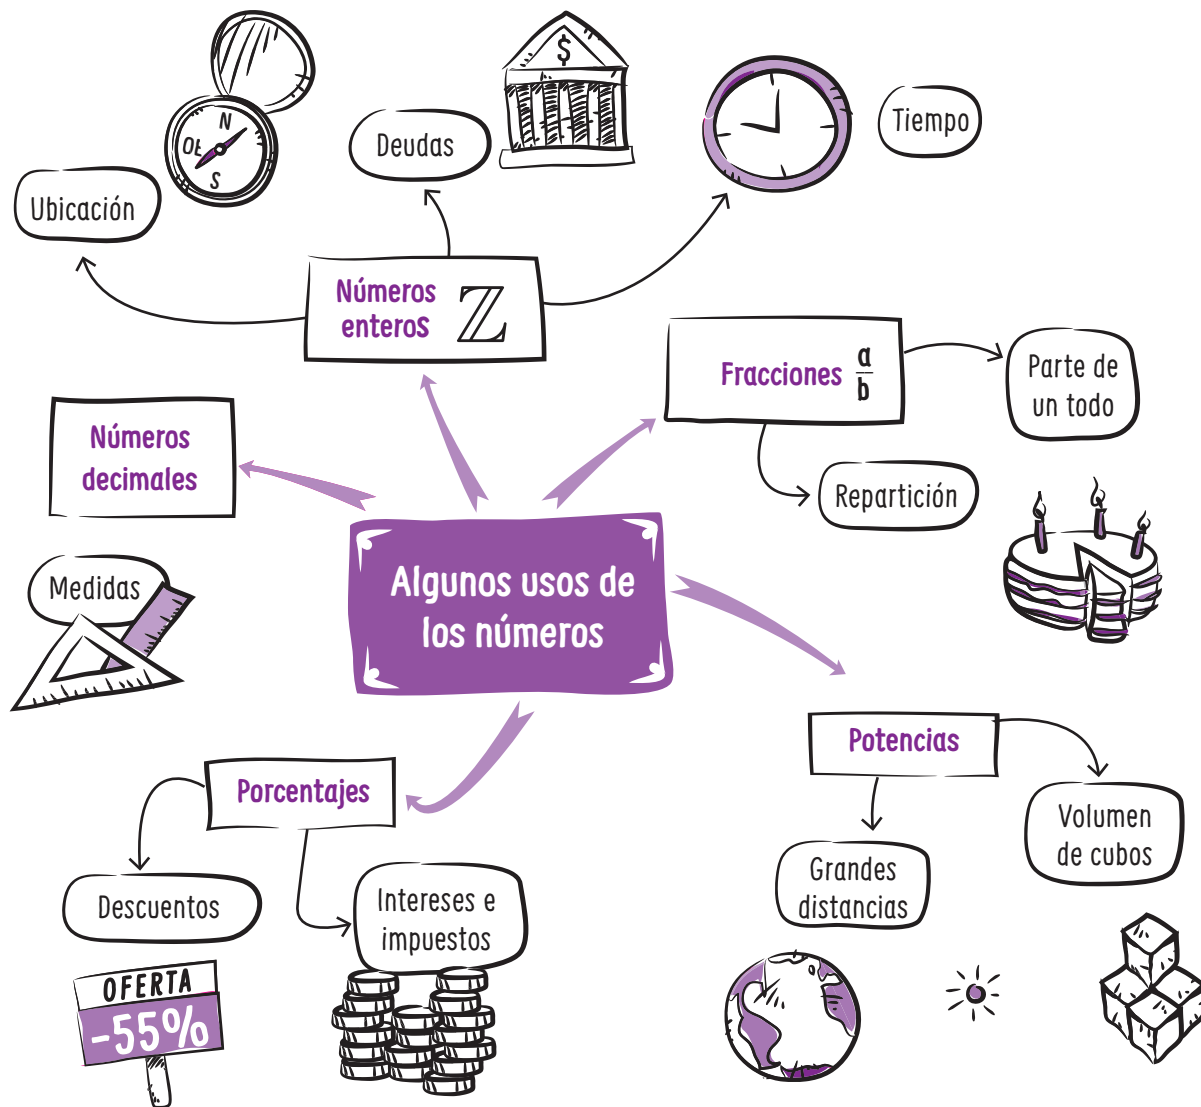 N
OE
S
$
Ubicación
Deudas
Tiempo
Números
enteros
ℤ
Fracciones
a
b
Parte de
un todo
Repartición
Números
decimales
Medidas
Algunos usos de
los números
Porcentajes
Descuentos
Intereses e
impuestos
OFERTA
-55%
Potencias
Grandes
distancias
Volumen
de cubos